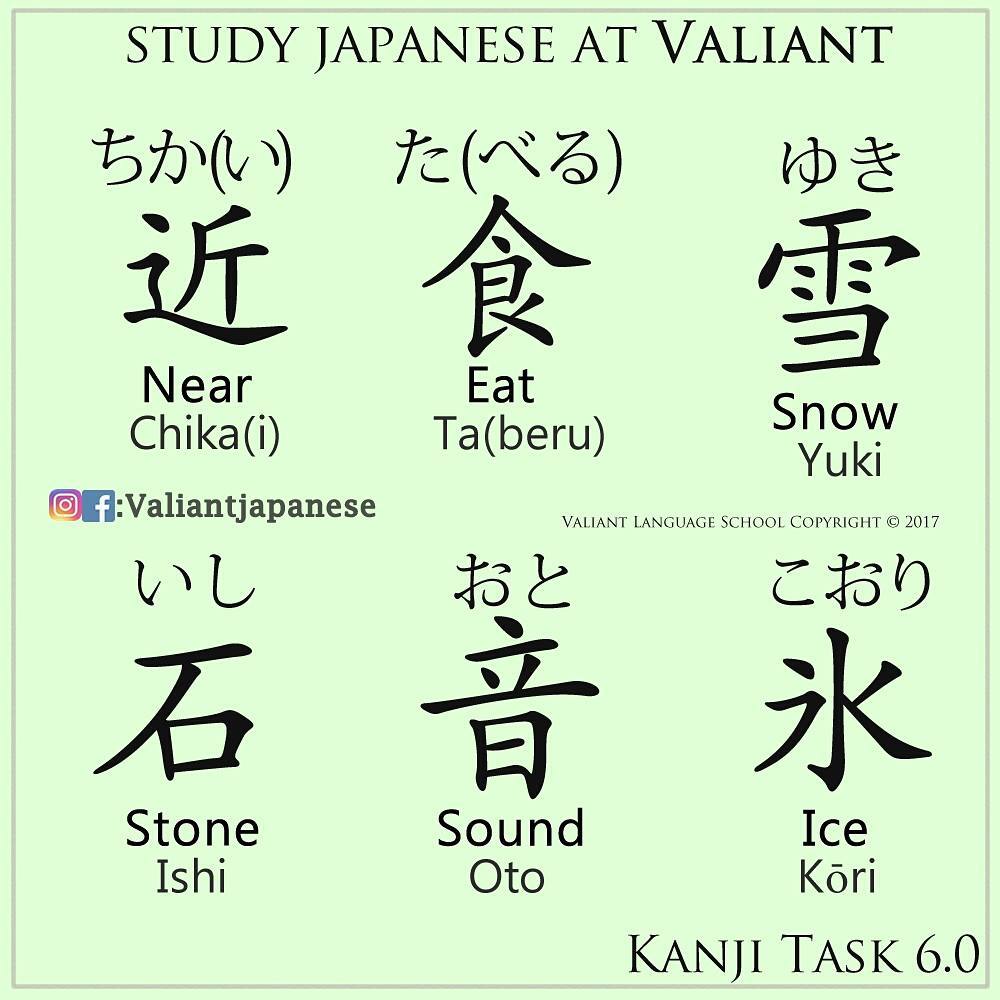 STUDY JAPANESE AT VALIANT
ちか(い) た(べる) ゆき
近 食 雪
Near Eat Snow
Chika(i) Ta(beru) Yuki
:Valiantjapanese
VALIANT LANGUAGE SCHOOL COPYRIGHT © 2017
いし おと こおり
石 音 氷
Stone Sound Ice
Ishi Oto Kōri
KANJI TASK 6.0